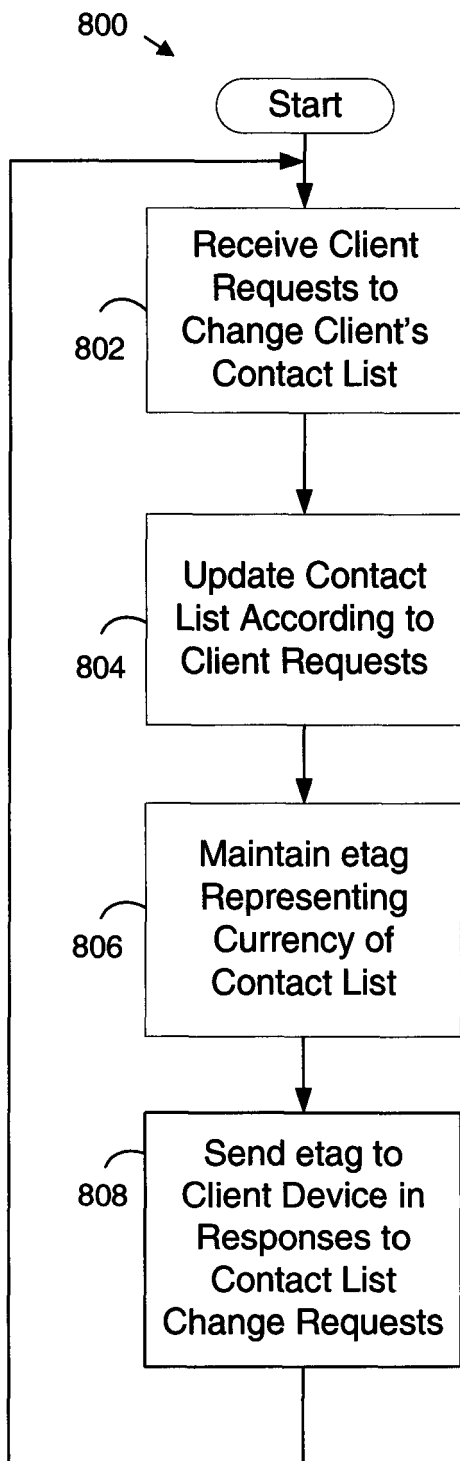 800
Start
Receive Client
Requests to
Change Client's
Contact List
802
Update Contact
List According to
Client Requests
804
Maintain etag
Representing
Currency of
Contact List
806
Send etag to
Client Device in
Responses to
Contact List
Change Requests
808